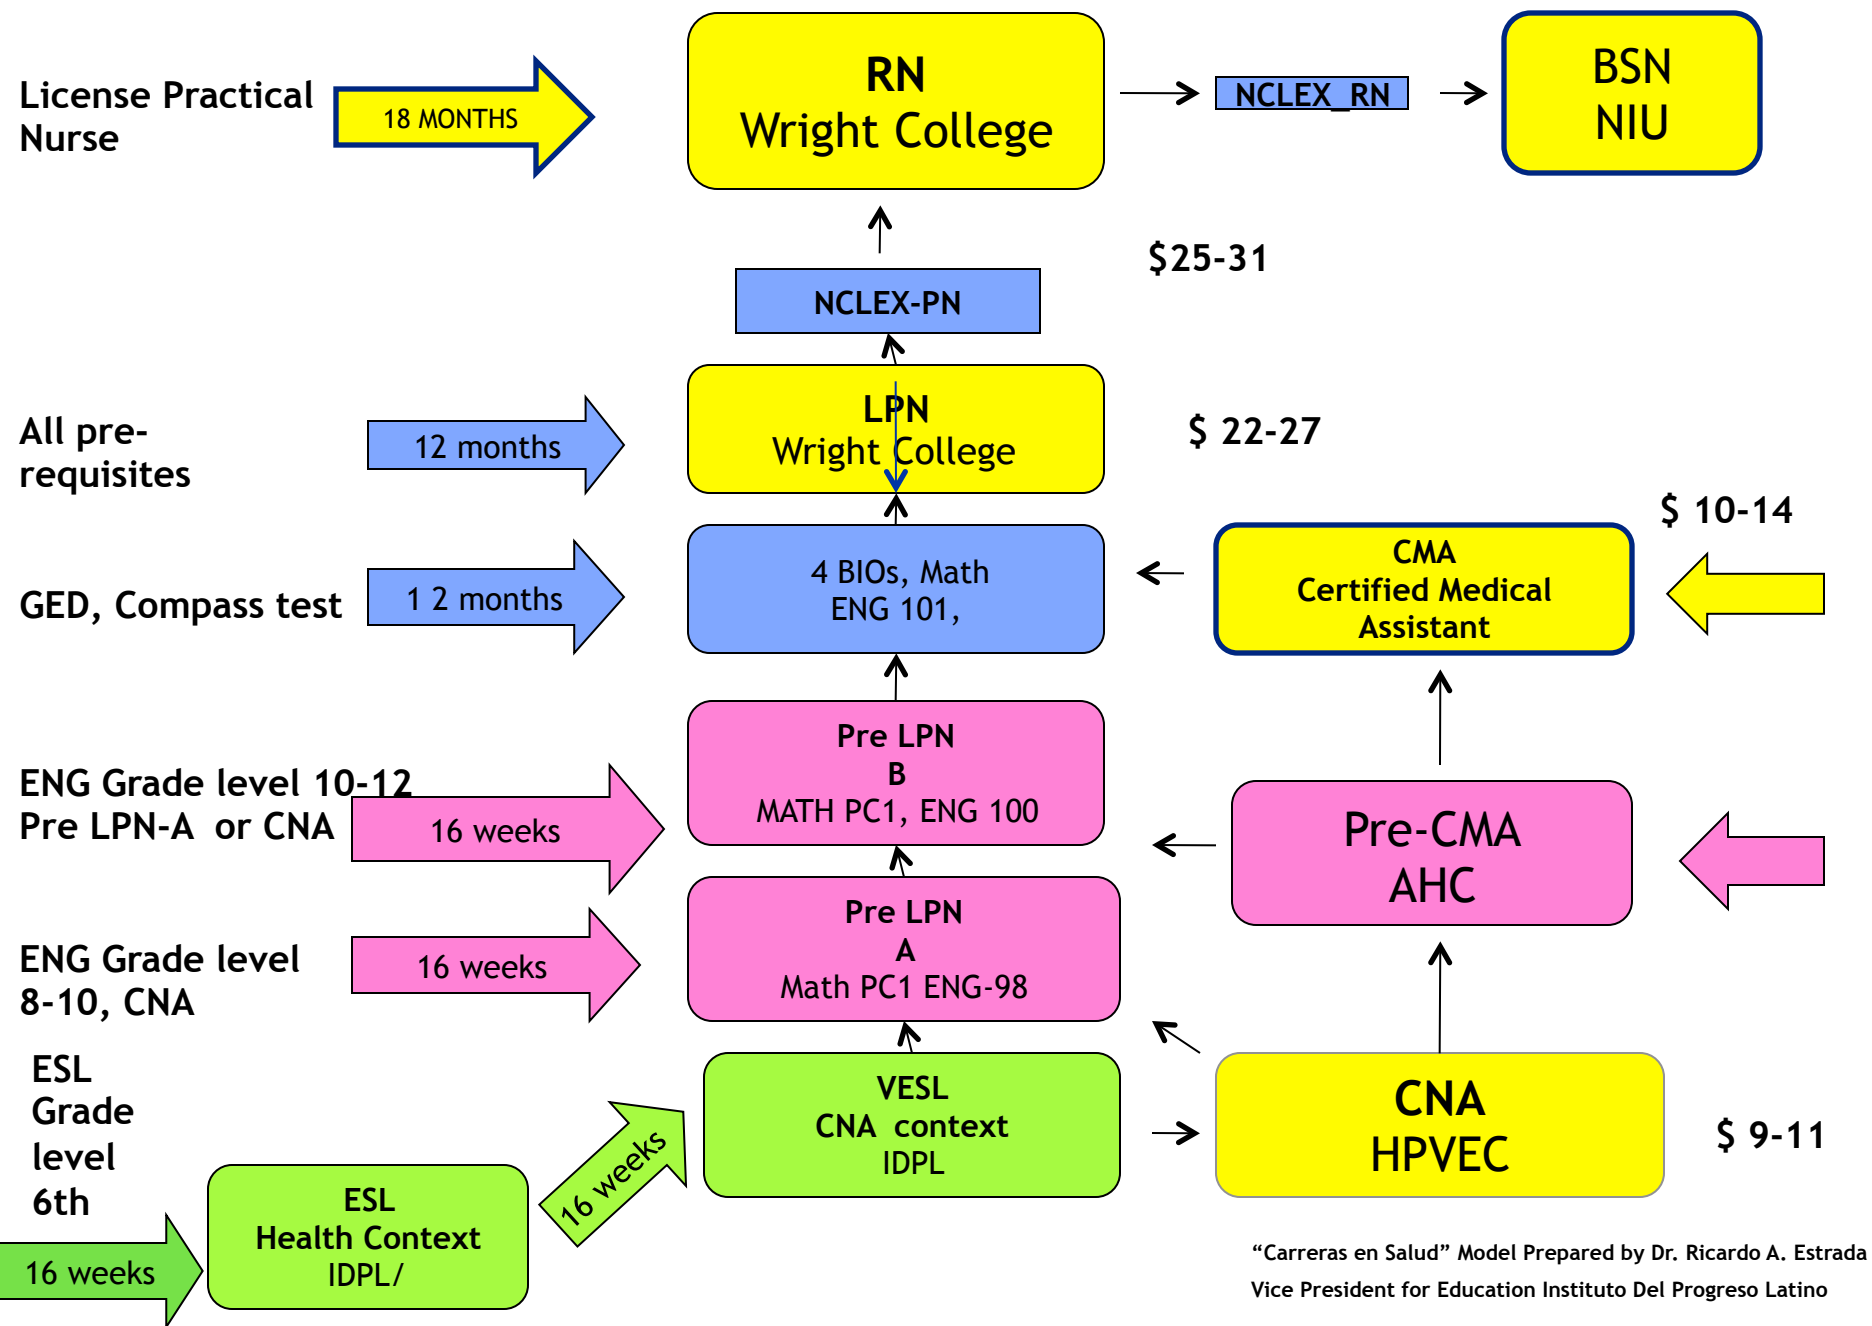 License Practical
Nurse
18 MONTHS
RN
Wright College
NCLEX_RN
BSN
NIU
$25-31
NCLEX-PN
All pre-
requisites
12 months
LPN
Wright College
$ 22-27
$ 10-14
GED, Compass test
1 2 months
4 BIOs, Math
ENG 101,
CMA
Certified Medical
Assistant
ENG Grade level 10-12
Pre LPN-A or CNA
16 weeks
Pre LPN
B
MATH PC1, ENG 100
Pre-CMA
AHC
ENG Grade level
8-10, CNA
16 weeks
Pre LPN
A
Math PC1 ENG-98
ESL
Grade
level
6th
16 weeks
ESL
Health Context
IDPL/
16 weeks
VESL
CNA context
IDPL
CNA
HPVEC
$ 9-11
“Carreras en Salud” Model Prepared by Dr. Ricardo A. Estrada
Vice President for Education Instituto Del Progreso Latino